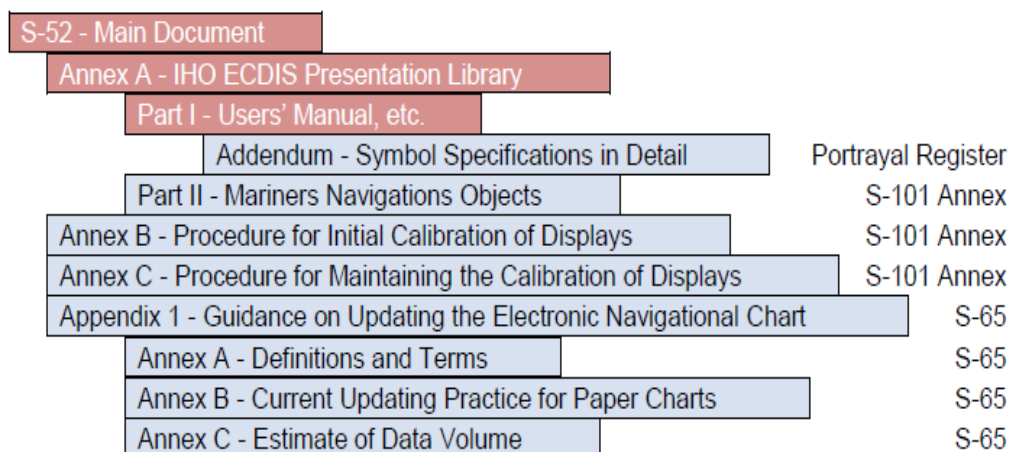 S-52 - Main Document
Annex A - IHO ECDIS Presentation Library
Part I - Users' Manual, etc.
Addendum - Symbol Specifications in Detail Portrayal Register
Part II - Mariners Navigations Objects S-101 Annex
Annex B - Procedure for Initial Calibration of Displays S-101 Annex
Annex C - Procedure for Maintaining the Calibration of Displays S-101 Annex
Appendix 1 - Guidance on Updating the Electronic Navigational Chart S-65
Annex A - Definitions and Terms S-65
Annex B - Current Updating Practice for Paper Charts S-65
Annex C - Estimate of Data Volume S-65